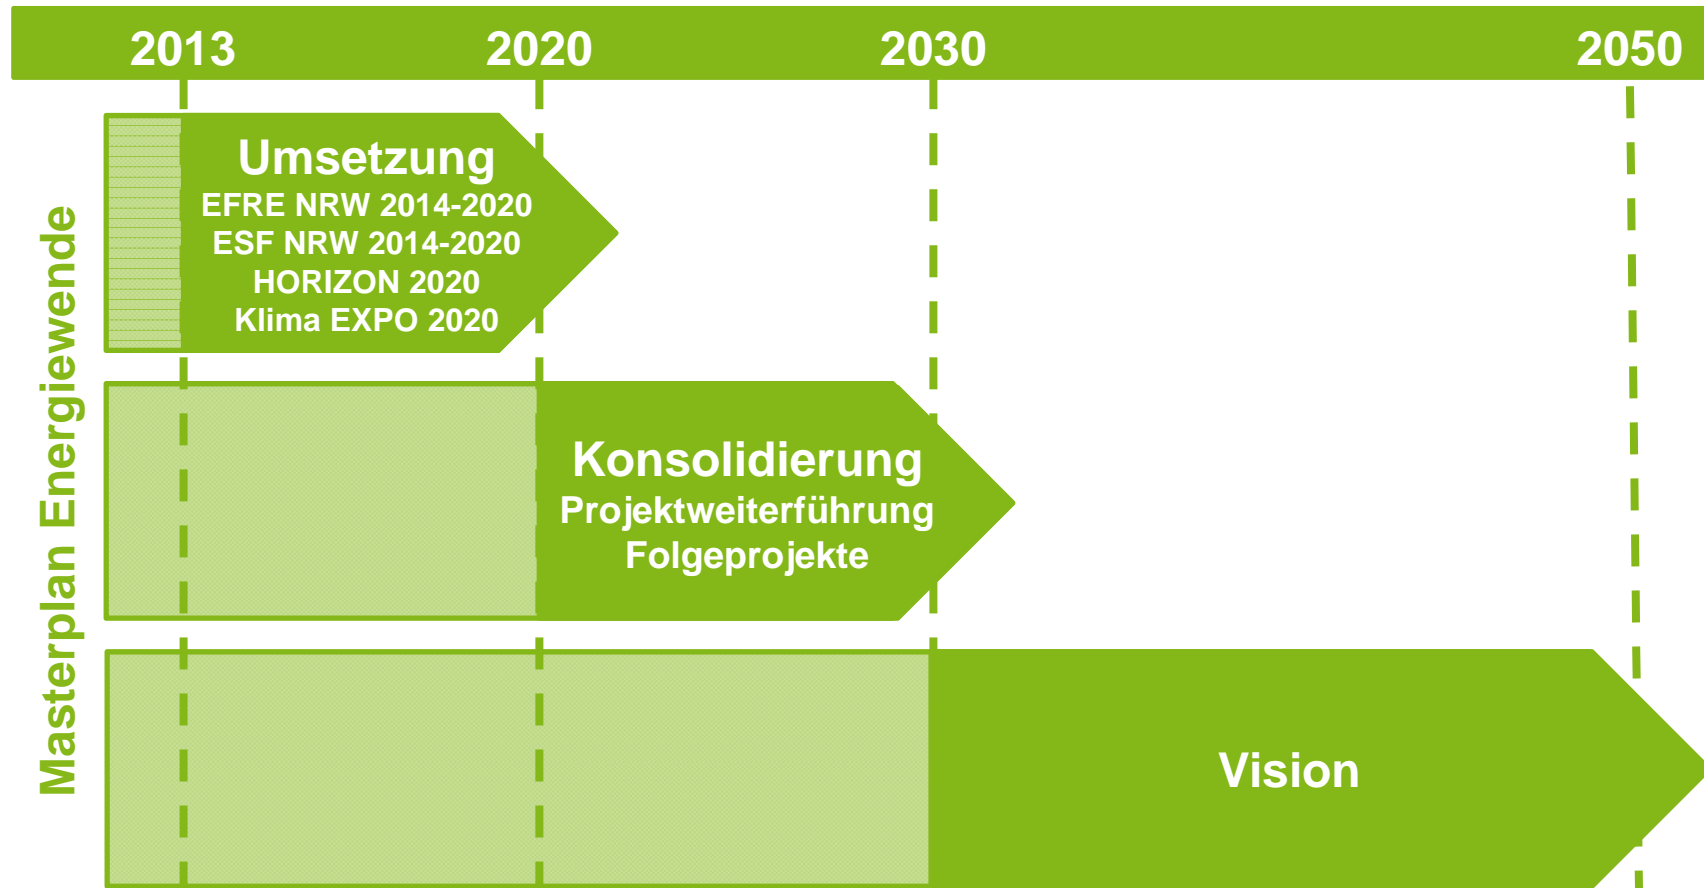 2013 2020 2030 2050
Masterplan Energiewende
Umsetzung
EFRE NRW 2014-2020
ESF NRW 2014-2020
HORIZON 2020
Klima EXPO 2020
Konsolidierung
Projektweiterführung
Folgeprojekte
Vision